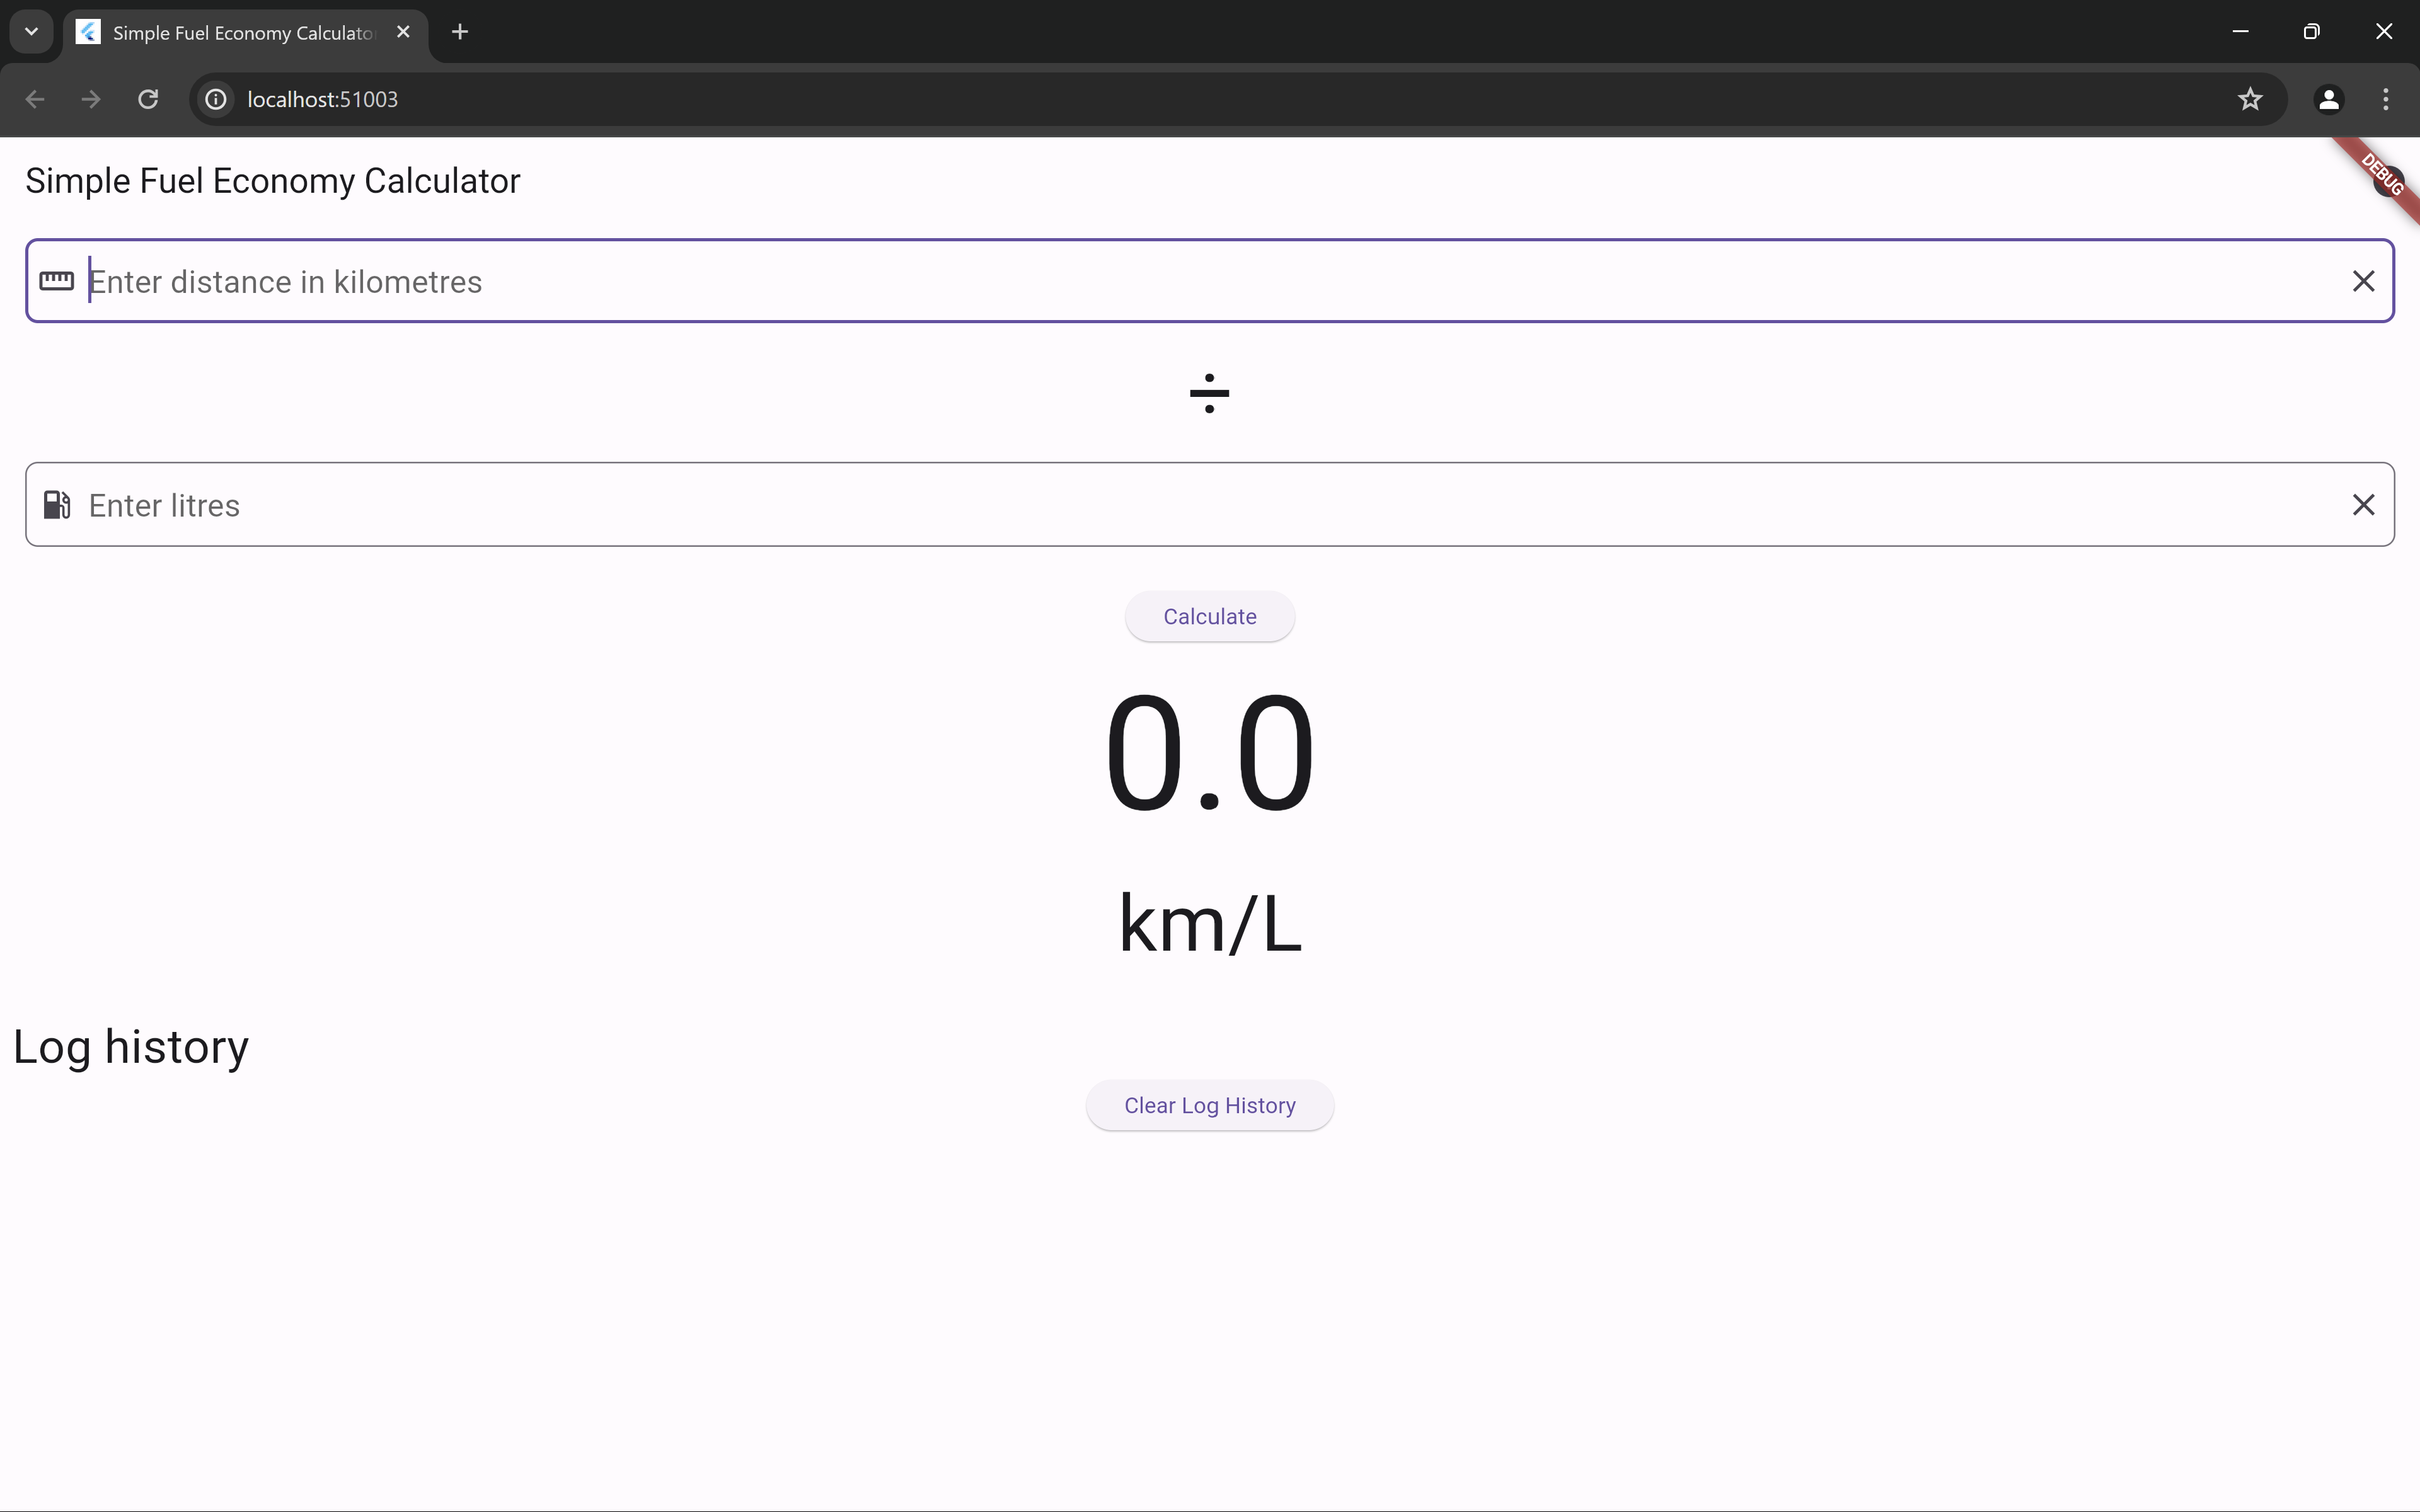 Simple Fuel Economy Calculato
localhost:51003
Simple Fuel Economy Calculator
DEBUG
Enter distance in kilometres
÷
Enter litres
Calculate
0.0
km/L
Log history
Clear Log History